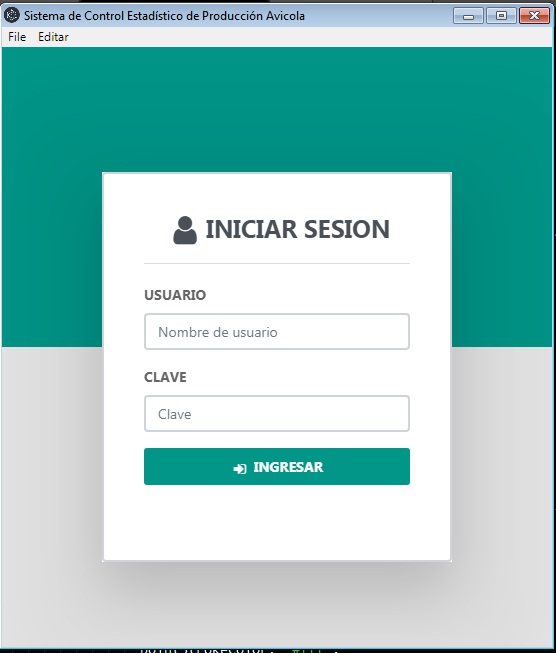 Sistema de Control Estadístico de Producción Avicola
File Editar
INICIAR SESION
USUARIO
Nombre de usuario
CLAVE
Clave
INGRESAR